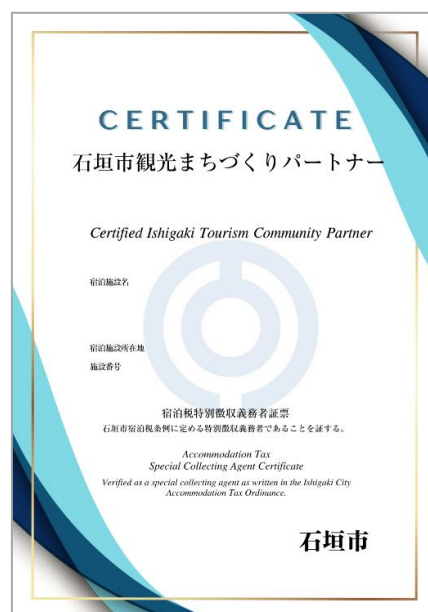 CERTIFICATE
石垣市観光まちづくりパートナー
Certified Ishigaki Tourism Community Partner
宿泊施設名
宿泊施設所在地
施設番号
宿泊税特別徴収義務者証票
石垣市宿泊税条例に定める特別徴収義務者であることを証する。
Accommodation Tax
Special Collecting Agent Certificate
Verified as a special collecting agent as written in the Ishigaki City
Accommodation Tax Ordinance.
石垣市